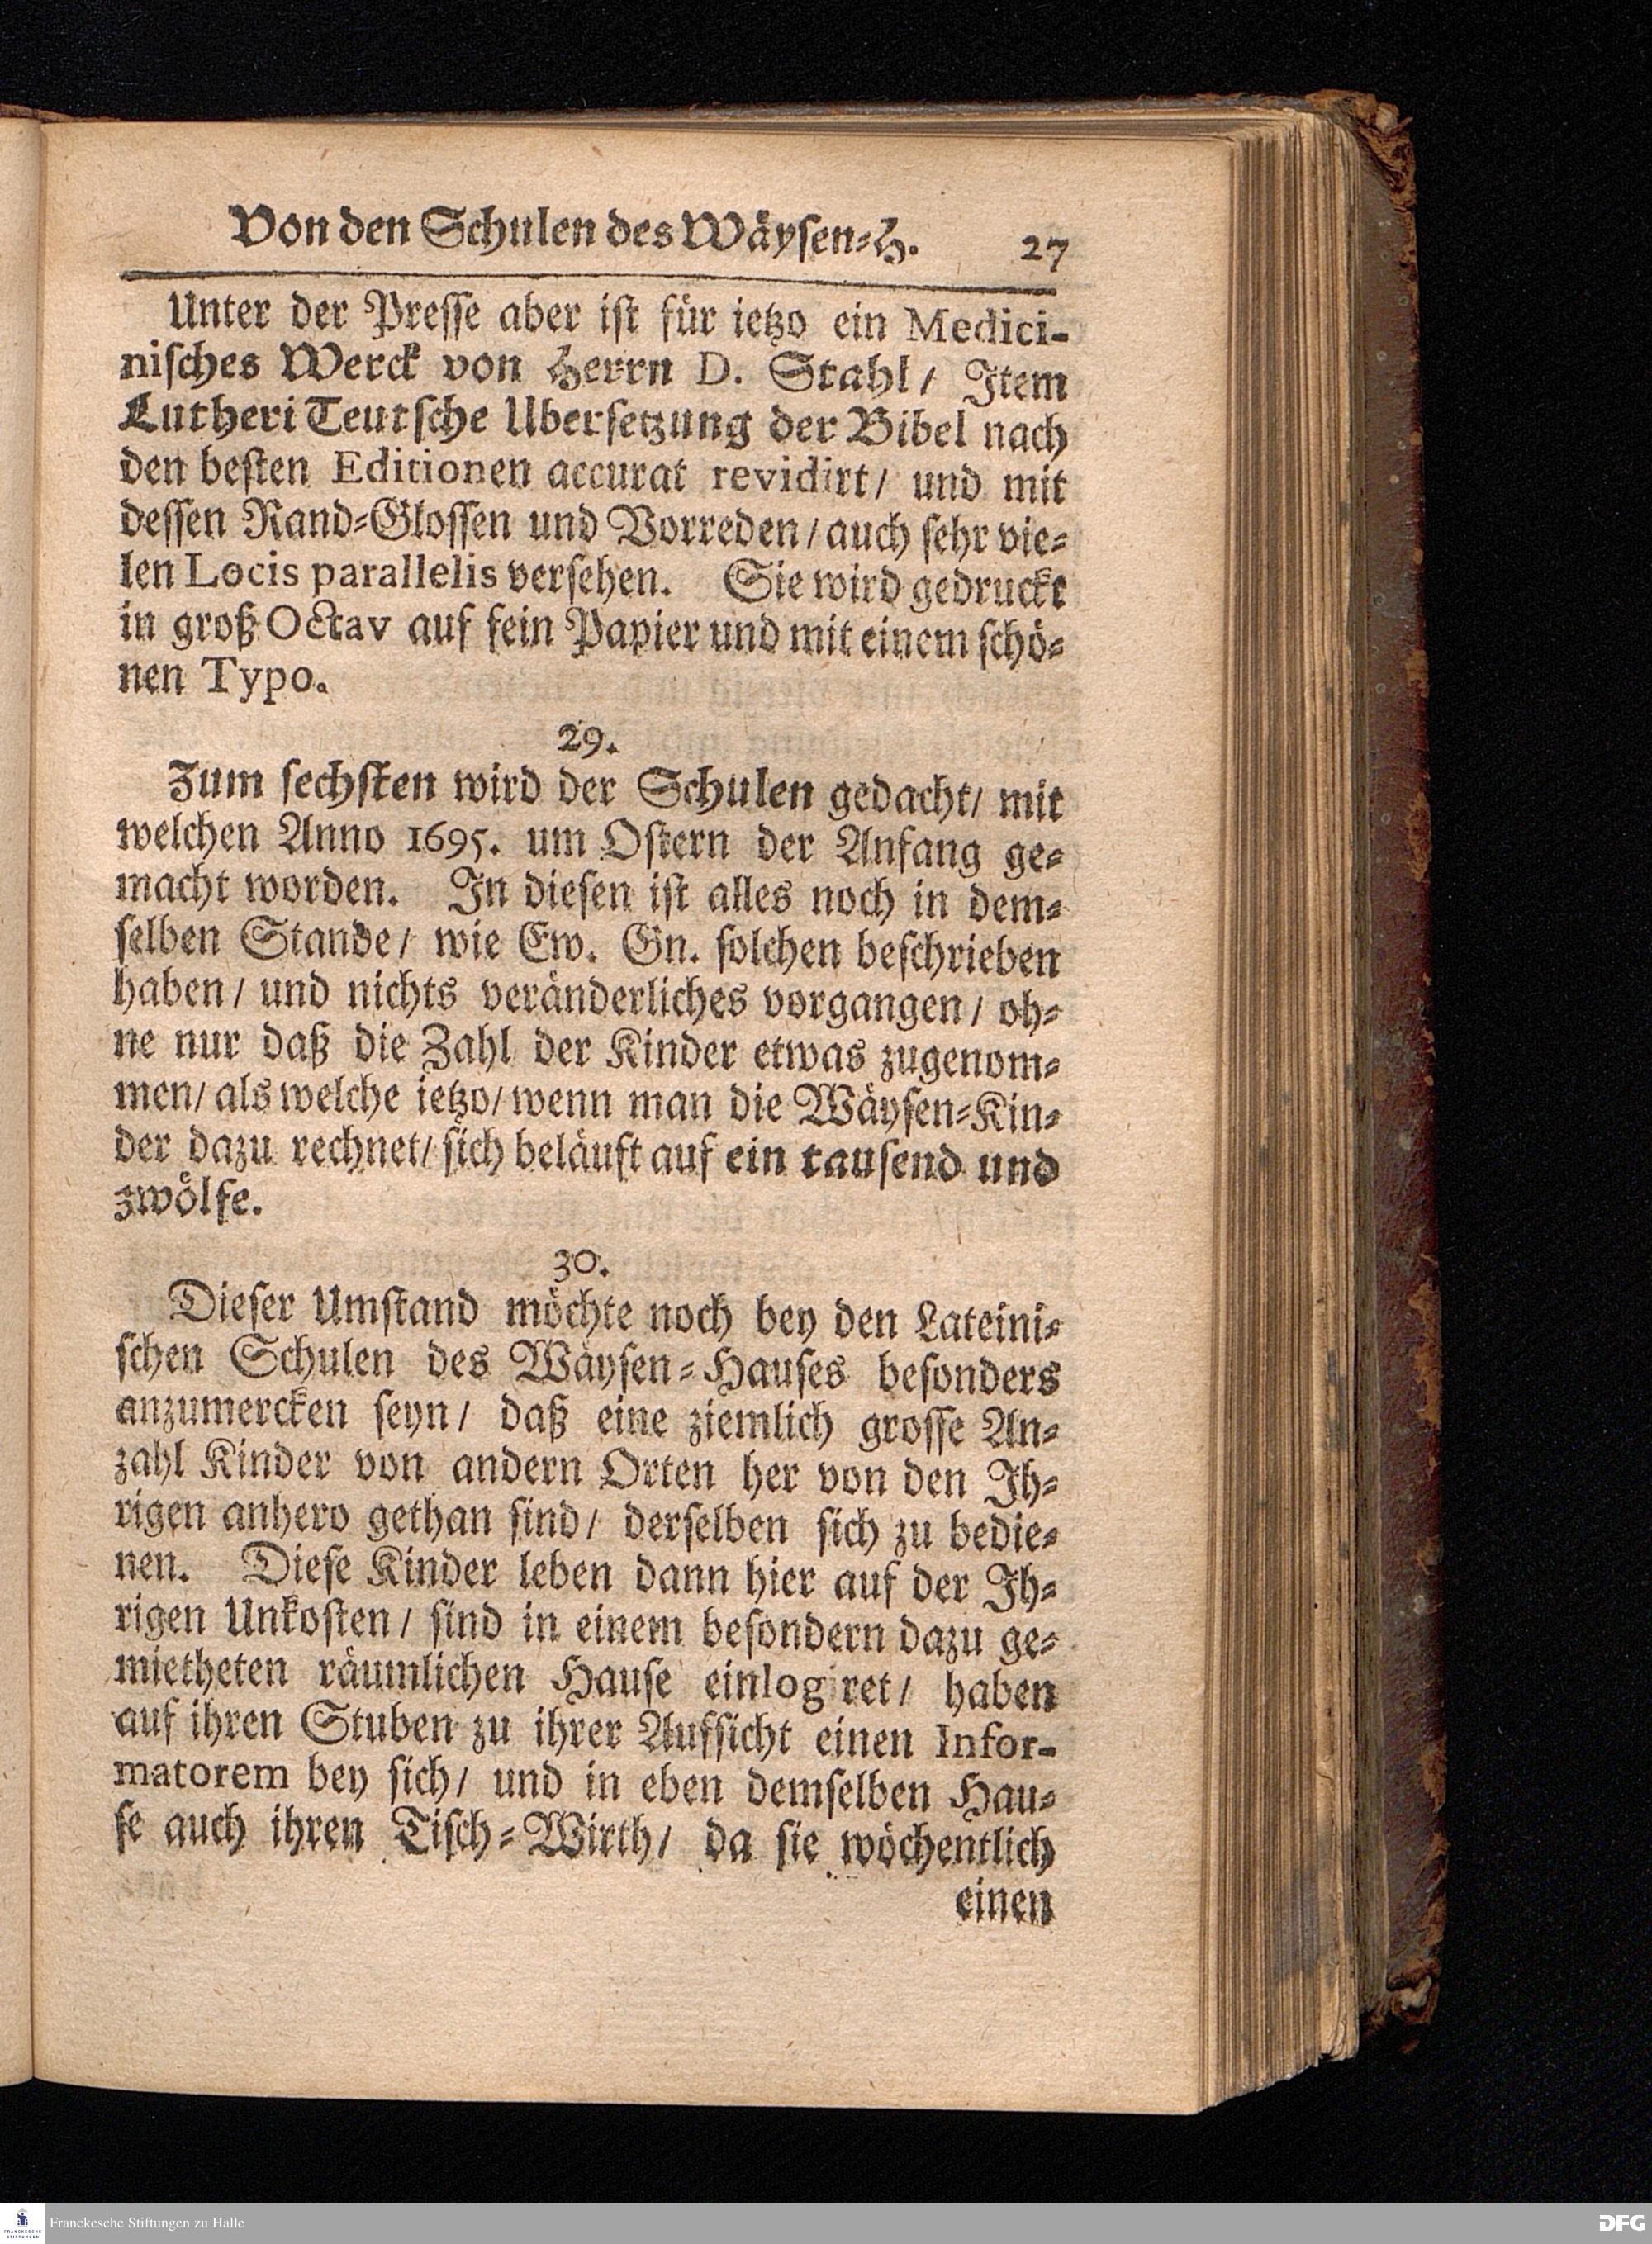 Von den Schulen des Wäysen-H. 27
Unter der Presse aber ist für ietzo ein Medici-
nisches Werck von Herrn D. Stahl / Item
Lutheri Teutsche Ubersetzung der Bibel nach
den besten Editionen accurat revidirt / und mit
dessen Rand-Glossen und Vorreden / auch sehr vie-
len Locis parallelis versehen. Sie wird gedruckt
in groß Octav auf fein Papier und mit einem schö-
nen Typo.
29.
Zum sechsten wird der Schulen gedacht / mit
welchen Anno 1695. um Ostern der Anfang ge-
macht worden. In diesen ist alles noch in dem-
selben Stande / wie Ew. Gn. solchen beschrieben
haben / und nichts veränderliches vorgangen / oh-
ne nur daß die Zahl der Kinder etwas zugenom-
men / als welche ietzo / wenn man die Wäysen-Kin-
der dazu rechnet / sich beläuft auf ein tausend und
zwölfe.
30.
Dieser Umstand möchte noch bey den Lateini-
schen Schulen des Wäysen-Hauses besonders
anzumercken seyn / daß eine ziemlich grosse An-
zahl Kinder von andern Orten her von den Ih-
rigen anhero gethan sind / derselben sich zu bedie-
nen. Diese Kinder leben dann hier auf der Ih-
rigen Unkosten / sind in einem besondern dazu ge-
mietheten räumlichen Hause einlogiret / haben
auf ihren Stuben zu ihrer Aufsicht einen Infor-
matorem bey sich / und in eben demselben Hau-
se auch ihren Tisch-Wirth / da sie wöchentlich
einen
FRANCKESCHE
STIFTUNGEN
Franckesche Stiftungen zu Halle
DFG